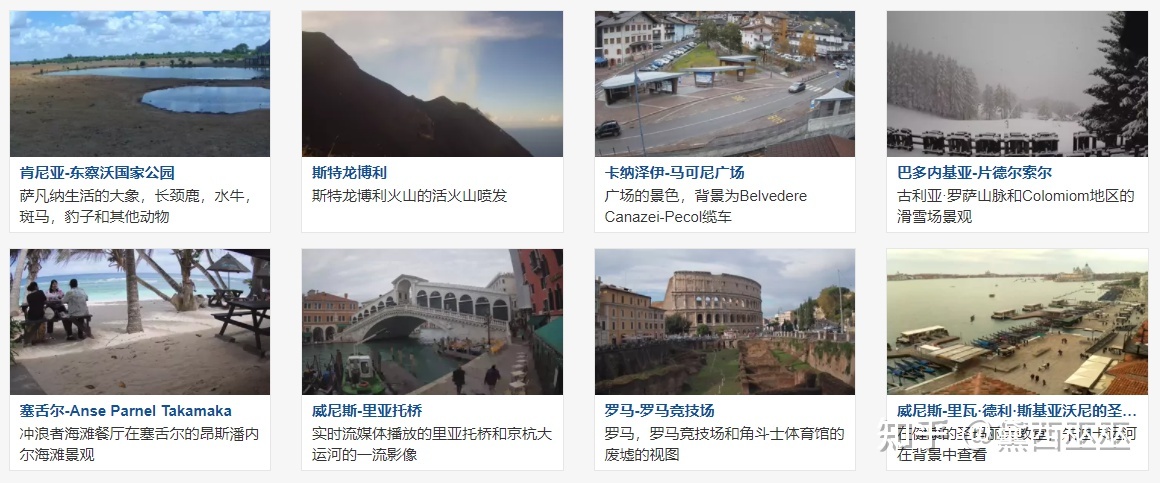 肯尼亚-东察沃国家公园
萨凡纳生活的大象，长颈鹿，水牛，
斑马，豹子和其他动物
斯特龙博利
斯特龙博利火山的活火山喷发
卡纳泽伊-马可尼广场
广场的景色，背景为Belvedere
Canazei-Pecol缆车
巴多内基亚-片德尔索尔
古利亚·罗萨山脉和Colomiom地区的
滑雪场景观
塞舌尔-Anse Parnel Takamaka
冲浪者海滩餐厅在塞舌尔的昂斯潘内
尔海滩景观
威尼斯-里亚托桥
实时流媒体播放的里亚托桥和京杭大
运河的一流影像
罗马-罗马竞技场
罗马，罗马竞技场和角斗士体育馆的
废墟的视图
威尼斯-里瓦·德利·斯基亚沃尼的圣…
在背景中查看
知乎 @黛西巫巫